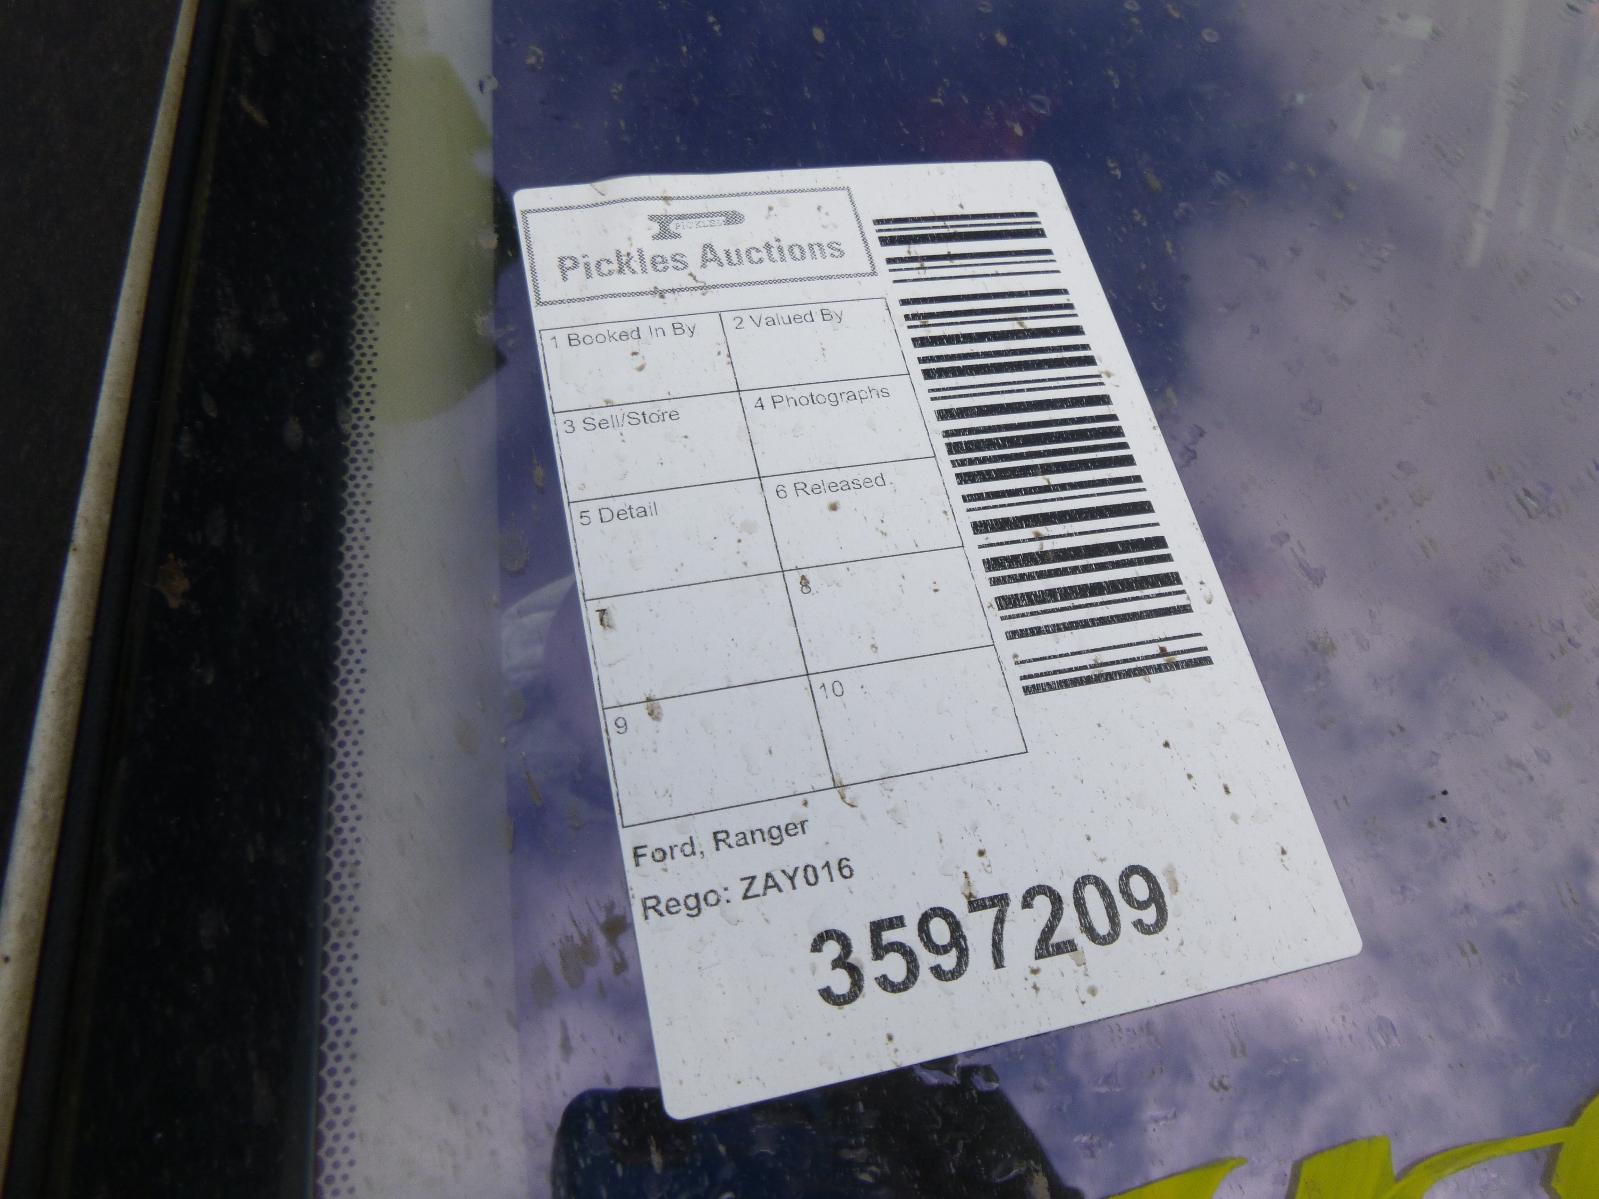 PICKLES
Pickles Auctions
1 Booked In By
2 Valued By
3 Sell/Store
4 Photographs
5 Detail
6 Released
7
8
9
10
Ford, Ranger
Rego: ZAY016
3597209